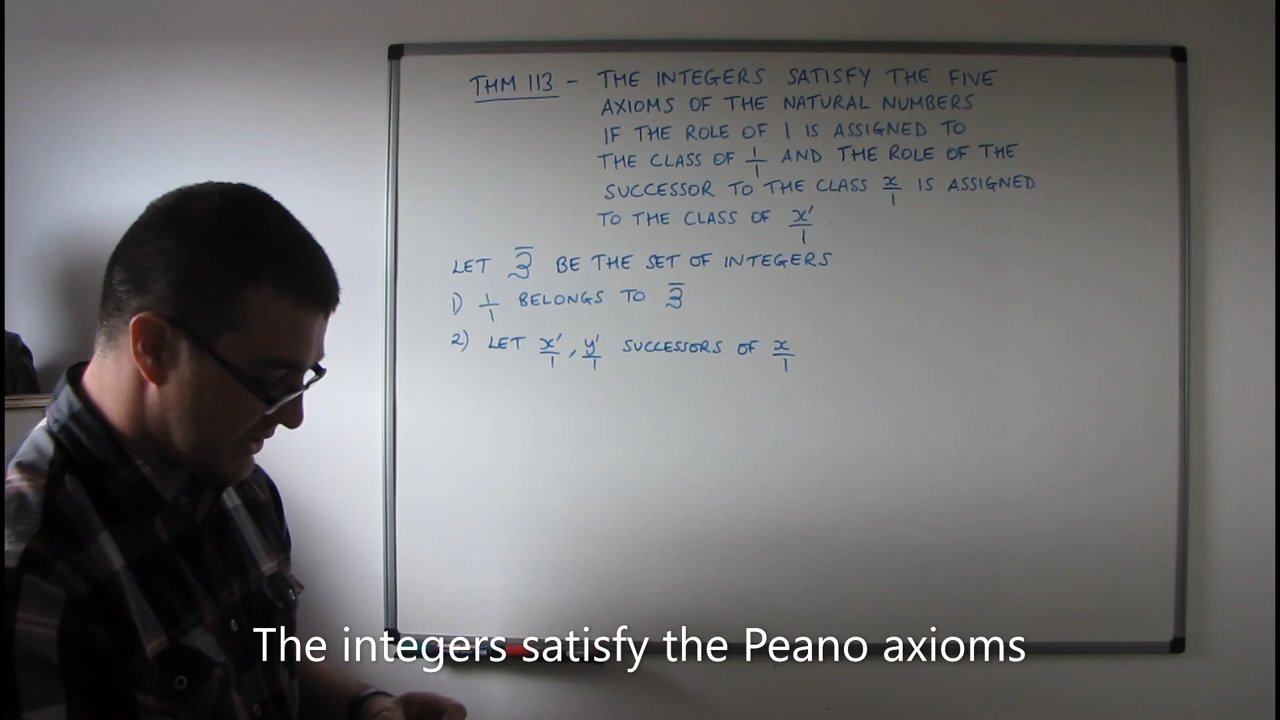 THM 113 - THE INTEGERS SATISFY THE FIVE
AXIOMS OF THE NATURAL NUMBERS
IF THE ROLE OF 1 IS ASSIGNED TO
THE CLASS OF 1/1 AND THE ROLE OF THE
SUCCESSOR TO THE CLASS x/1 IS ASSIGNED
TO THE CLASS OF x'/1.
LET BE THE SET OF INTEGERS
1) 1/1 BELONGS TO
2) LET x'/1, y'/1 SUCCESSORS OF x/1
The integers satisfy the Peano axioms